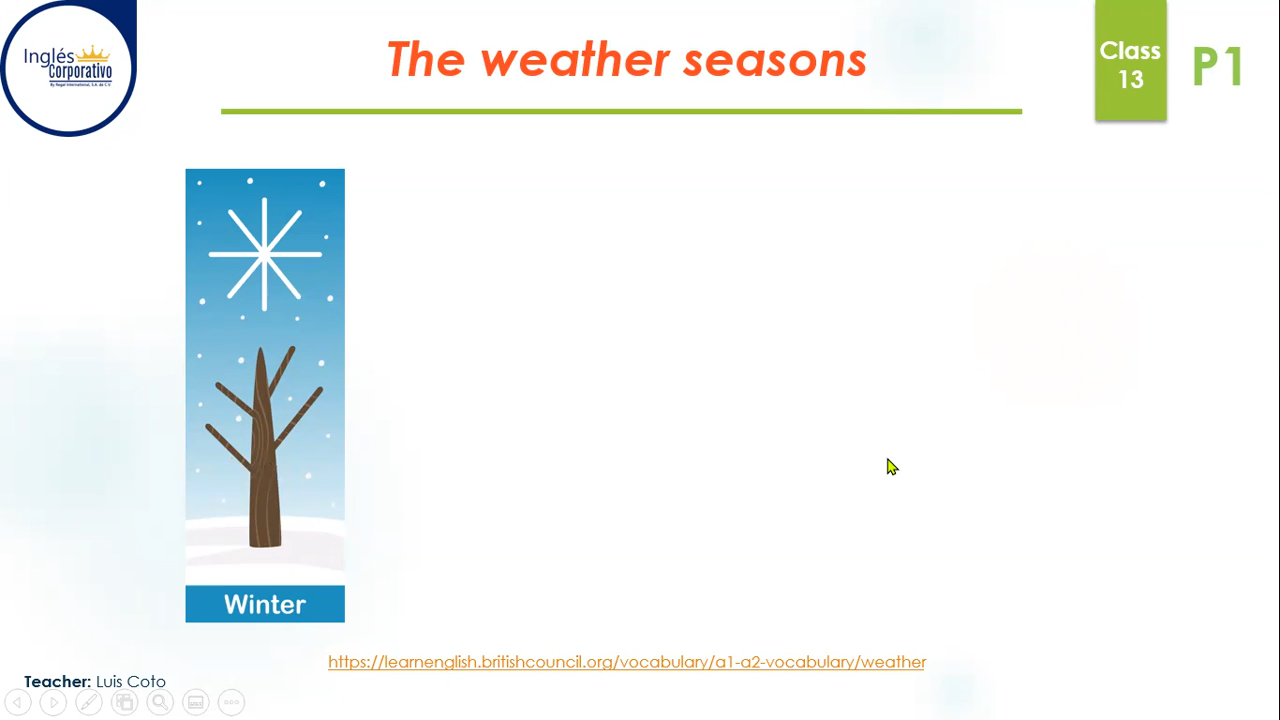 Inglés
Corporativo
By Regal International, S.A. de C.V
The weather seasons
Class
13
P1
Winter
https://learnenglish.britishcouncil.org/vocabulary/a1-a2-vocabulary/weather
Teacher: Luis Coto